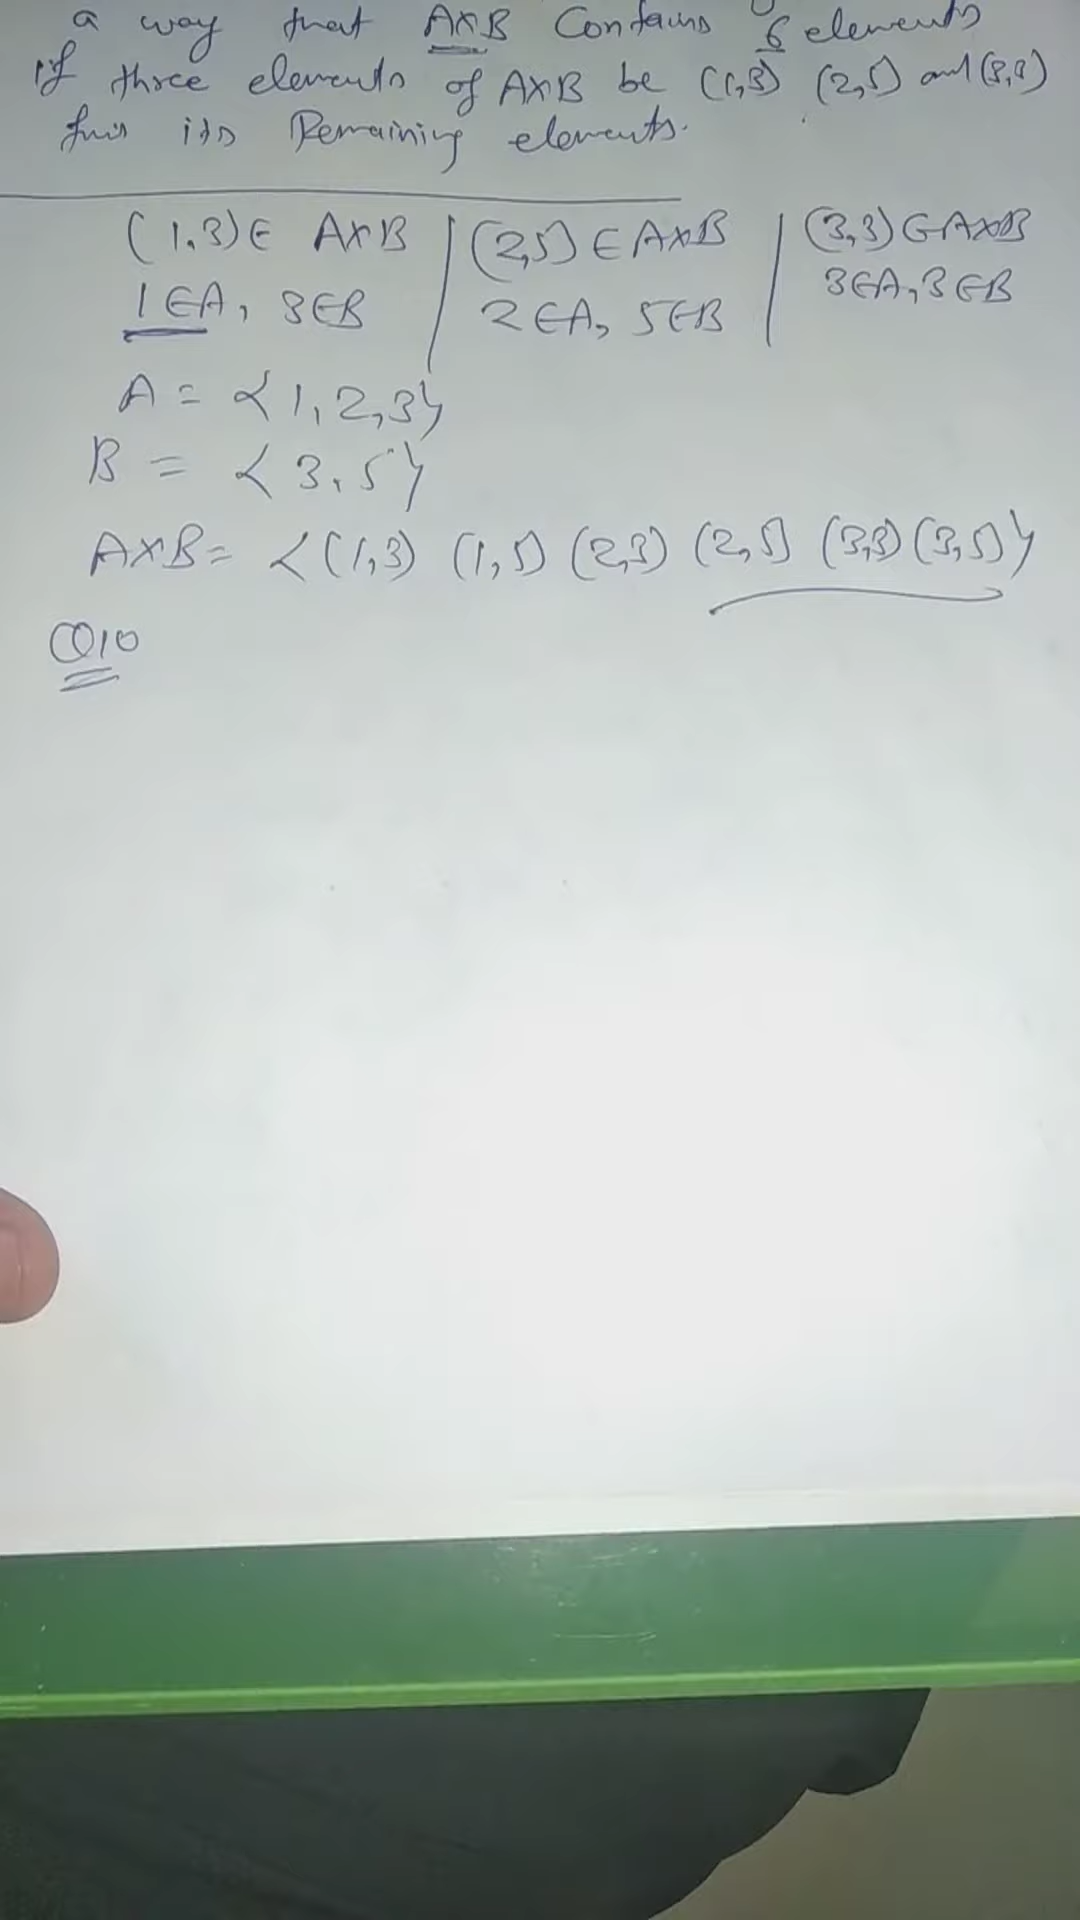 a way that A×B Contains 6 elements
if three elements of A×B be (1,3) (2,5) and (3,3)
its Remaining elements.
(1,3) ∈ A×B | (2,5) ∈ A×B | (3,3) ∈ A×B
1 ∈ A, 3 ∈ B | 2 ∈ A, 5 ∈ B | 3 ∈ A, 3 ∈ B
A = {1, 2, 3}
B = {3, 5}
A×B = {(1,3) (1,5) (2,3) (2,5) (3,3) (3,5)}
Q10